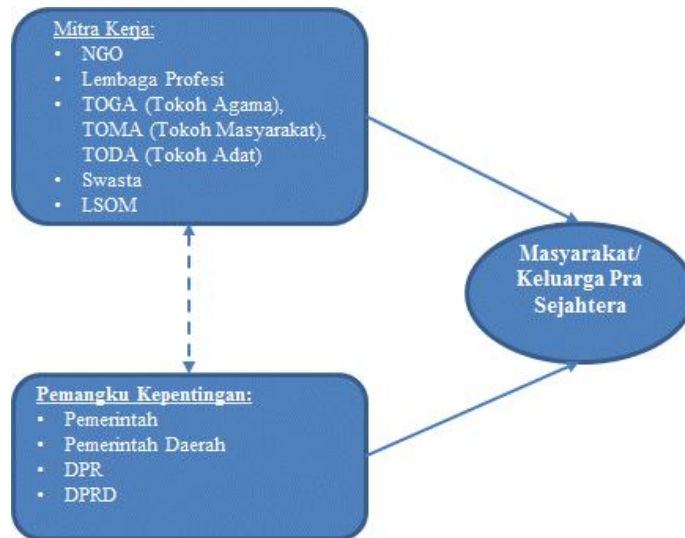 Mitra Kerja:
• NGO
• Lembaga Profesi
• TOGA (Tokoh Agama),
TOMA (Tokoh Masyarakat),
TODA (Tokoh Adat)
• Swasta
• LSOM
Masyarakat/
Keluarga Pra
Sejahtera
Pemangku Kepentingan:
• Pemerintah
• Pemerintah Daerah
• DPR
• DPRD